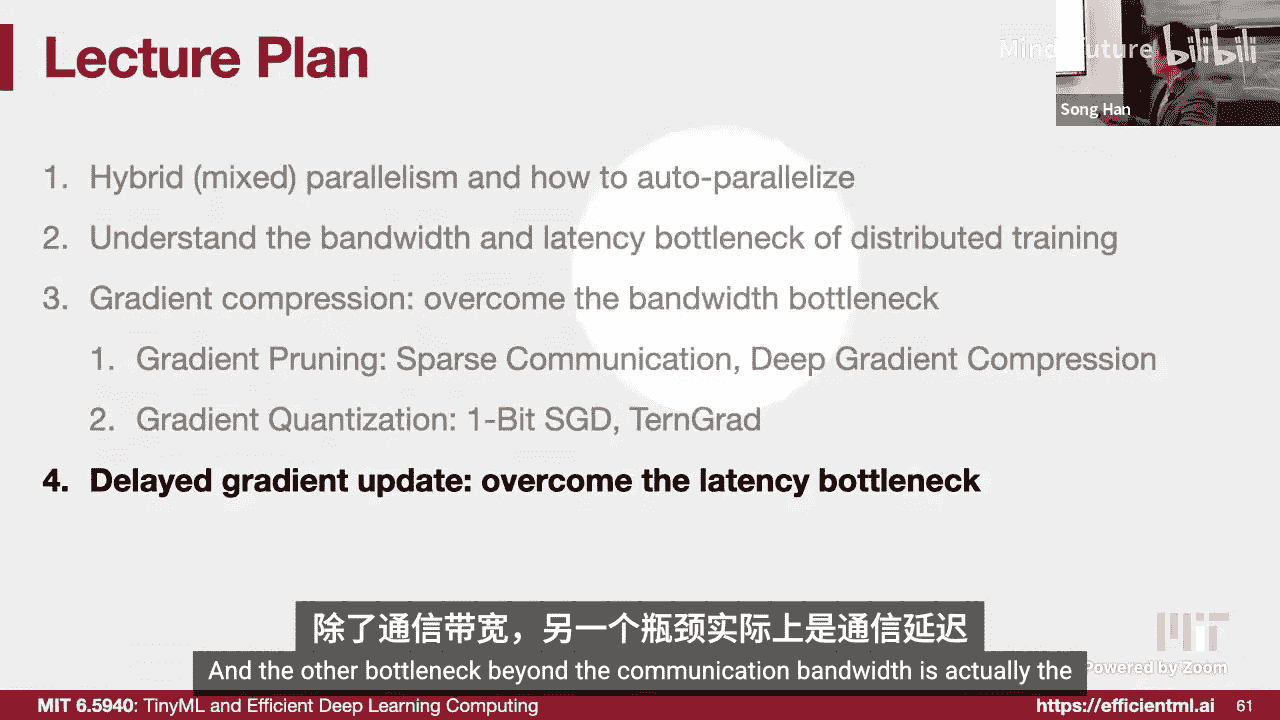 Lecture Plan
Mind Future bilibili
Song Han
1. Hybrid (mixed) parallelism and how to auto-parallelize
2. Understand the bandwidth and latency bottleneck of distributed training
3. Gradient compression: overcome the bandwidth bottleneck
1. Gradient Pruning: Sparse Communication, Deep Gradient Compression
2. Gradient Quantization: 1-Bit SGD, TernGrad
4. Delayed gradient update: overcome the latency bottleneck
除了通信带宽，另一个瓶颈实际上是通信延迟
And the other bottleneck beyond the communication bandwidth is actually the
MIT
Powered by Zoom
MIT 6.5940: TinyML and Efficient Deep Learning Computing
https://efficientml.ai
61